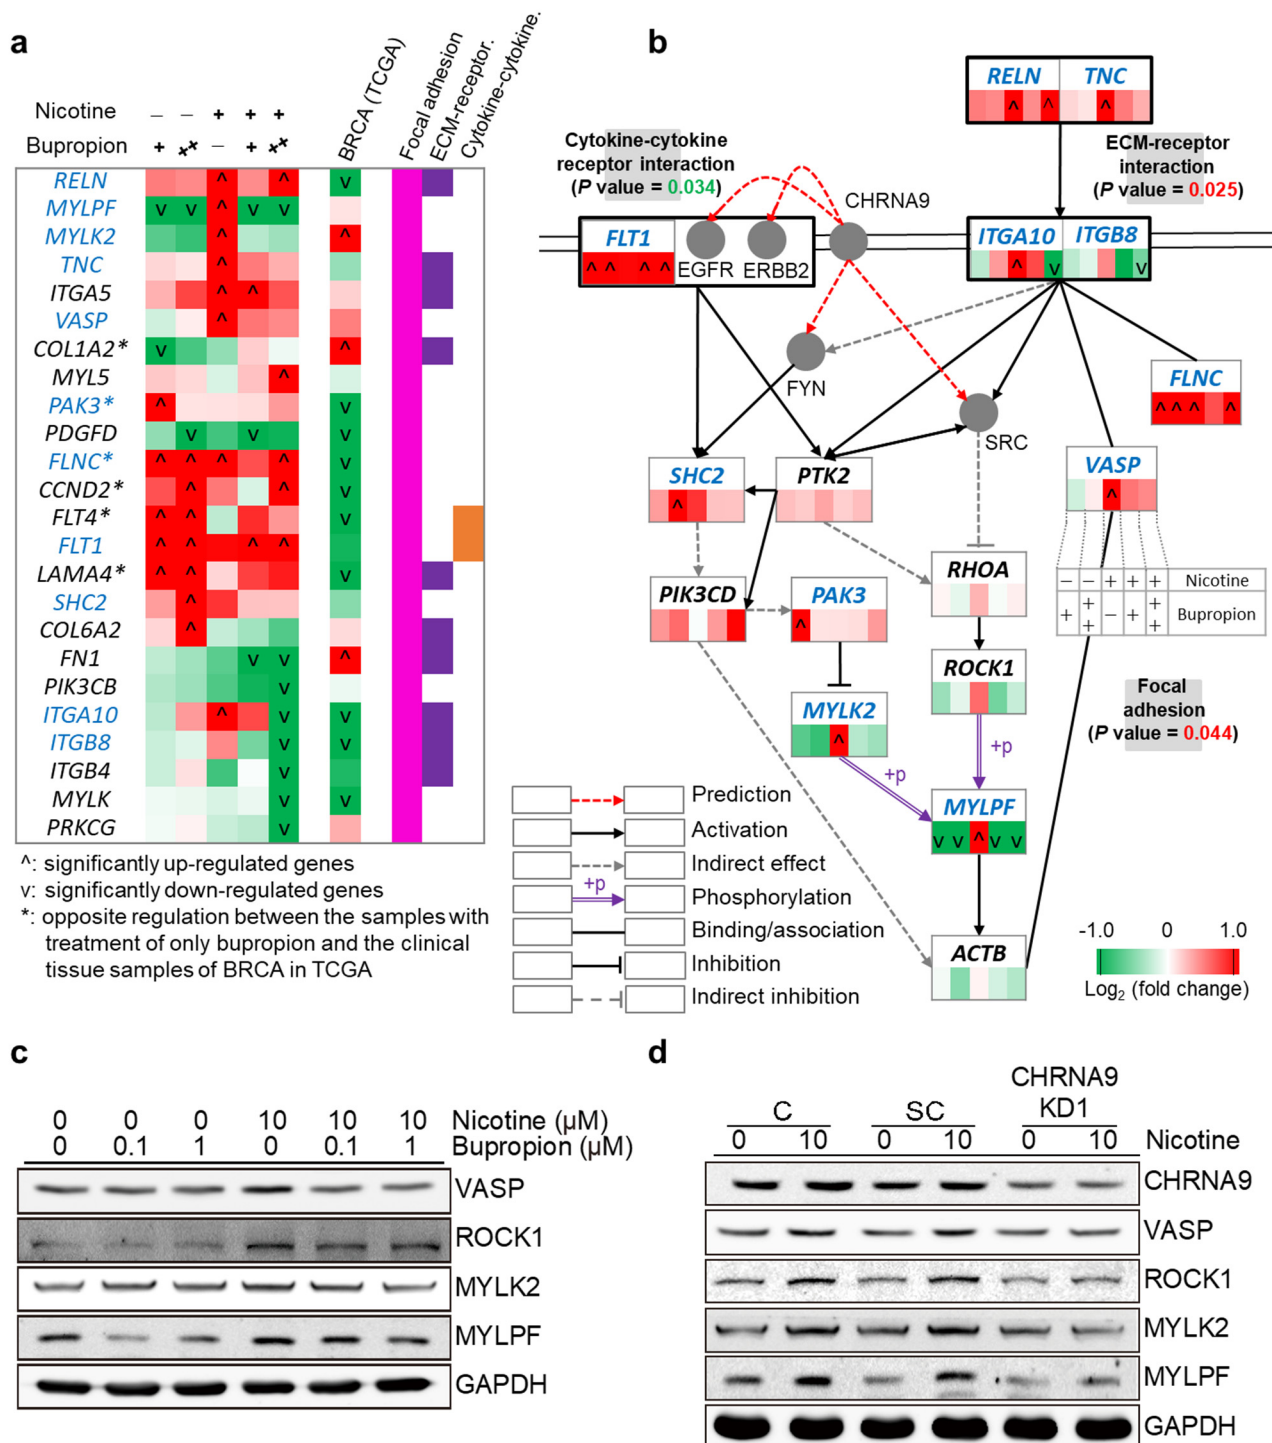 a
Nicotine – – + + +
Bupropion + ++ – + ++
BRCA (TCGA)
Focal adhesion
ECM-receptor.
Cytokine-cytokine.
RELN ^ ^ v
MYLPF v v ^ v v
MYLK2 ^ ^
TNC ^
ITGA5 ^ ^
VASP ^
COL1A2* v ^
MYL5 ^
PAK3* ^ v
PDGFD v v v
FLNC* ^ ^ ^ ^ v
CCND2* ^ ^ v
FLT4* ^ ^ v
FLT1 ^ ^ ^ ^
LAMA4* ^ ^ v
SHC2 ^
COL6A2 ^
FN1 v v ^
PIK3CB v
ITGA10 ^ v v
ITGB8 v v
ITGB4 v
MYLK v v
PRKCG v
^: significantly up-regulated genes
v: significantly down-regulated genes
*: opposite regulation between the samples with
treatment of only bupropion and the clinical
tissue samples of BRCA in TCGA
b
RELN TNC
^ ^ ^
Cytokine-cytokine
receptor interaction
(P value = 0.034)
ECM-receptor
interaction
(P value = 0.025)
CHRNA9
FLT1
^ ^ ^ ^
EGFR
ERBB2
ITGA10 ITGB8
^ v v
FYN
FLNC
^ ^ ^ ^
SRC
SHC2
^
PTK2
VASP
^
RHOA
– – + + + Nicotine
+ ++ – + ++ Bupropion
PIK3CD
PAK3
^
ROCK1
Focal
adhesion
(P value = 0.044)
MYLK2
^
+p
+p
MYLPF
v v ^ v v
ACTB
Prediction
Activation
Indirect effect
+p
Phosphorylation
Binding/association
Inhibition
Indirect inhibition
-1.0 0 1.0
Log2 (fold change)
c
0 0 0 10 10 10 Nicotine (µM)
0 0.1 1 0 0.1 1 Bupropion (µM)
VASP
ROCK1
MYLK2
MYLPF
GAPDH
d
C SC CHRNA9
KD1
0 10 0 10 0 10 Nicotine
CHRNA9
VASP
ROCK1
MYLK2
MYLPF
GAPDH